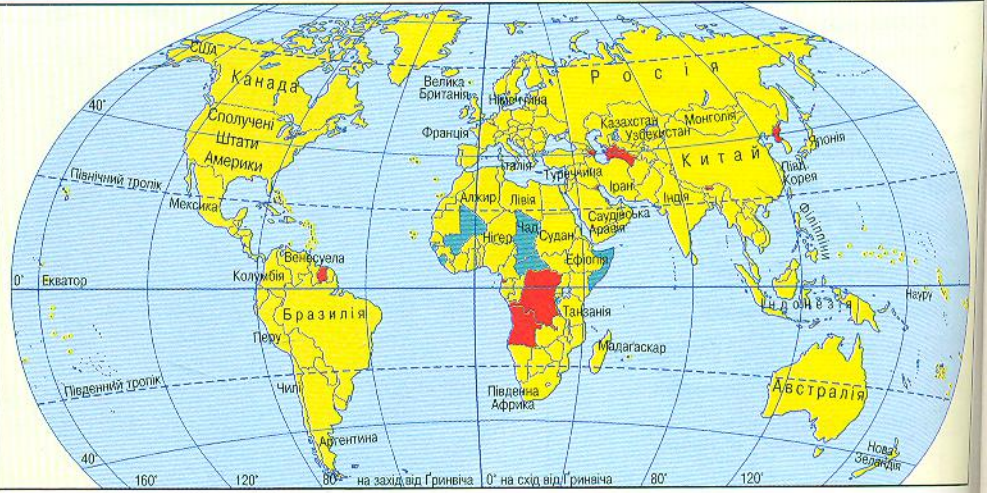 США
Канада
Сполучені
Штати
Америки
Мексика
Венесуела
Колумбія
Бразилія
Перу
Чилі
Аргентина
Велика
Британія
Німеччина
Франція
Італія
Туреччина
Росія
Казахстан
Узбекистан
Монголія
Китай
Японія
Півд.
Корея
Іран
Індія
Саудівська
Аравія
Філіппіни
Індонезія
Науру
Алжир
Лівія
Нігер
Чад
Судан
Ефіопія
Танзанія
Мадагаскар
Південна
Африка
Австралія
Нова
Зеландія
40°
Північний тропік
0° Екватор
Південний тропік
40°
160° 120° 80° на захід від Ґринвіча 0° на схід від Ґринвіча 80° 120°